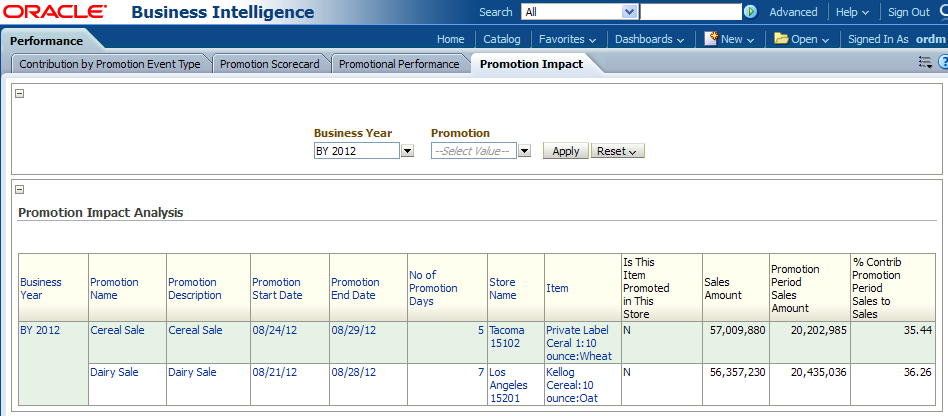 ORACLE Business Intelligence Search All Advanced Help Sign Out
Performance Home Catalog Favorites Dashboards New Open Signed In As ordm
Contribution by Promotion Event Type Promotion Scorecard Promotional Performance Promotion Impact
Business Year Promotion
BY 2012 --Select Value-- Apply Reset
Promotion Impact Analysis
Business Year Promotion Name Promotion Description Promotion Start Date Promotion End Date No of Promotion Days Store Name Item Is This Item Promoted in This Store Sales Amount Promotion Period Sales Amount % Contrib Promotion Period Sales to Sales
BY 2012 Cereal Sale Cereal Sale 08/24/12 08/29/12 5 Tacoma 15102 Private Label Ceral 1:10 ounce:Wheat N 57,009,880 20,202,985 35.44
Dairy Sale Dairy Sale 08/21/12 08/28/12 7 Los Angeles 15201 Kellog Cereal:10 ounce:Oat N 56,357,230 20,435,036 36.26